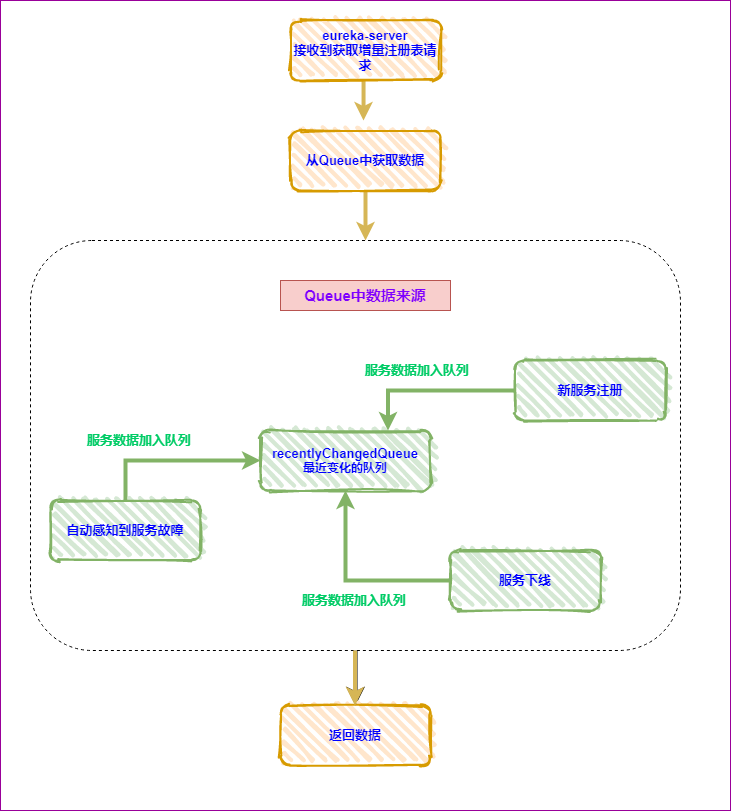 eureka-server
接收到获取增量注册表请
求
从Queue中获取数据
Queue中数据来源
服务数据加入队列
新服务注册
服务数据加入队列
recentlyChangedQueue
最近变化的队列
自动感知到服务故障
服务下线
服务数据加入队列
返回数据